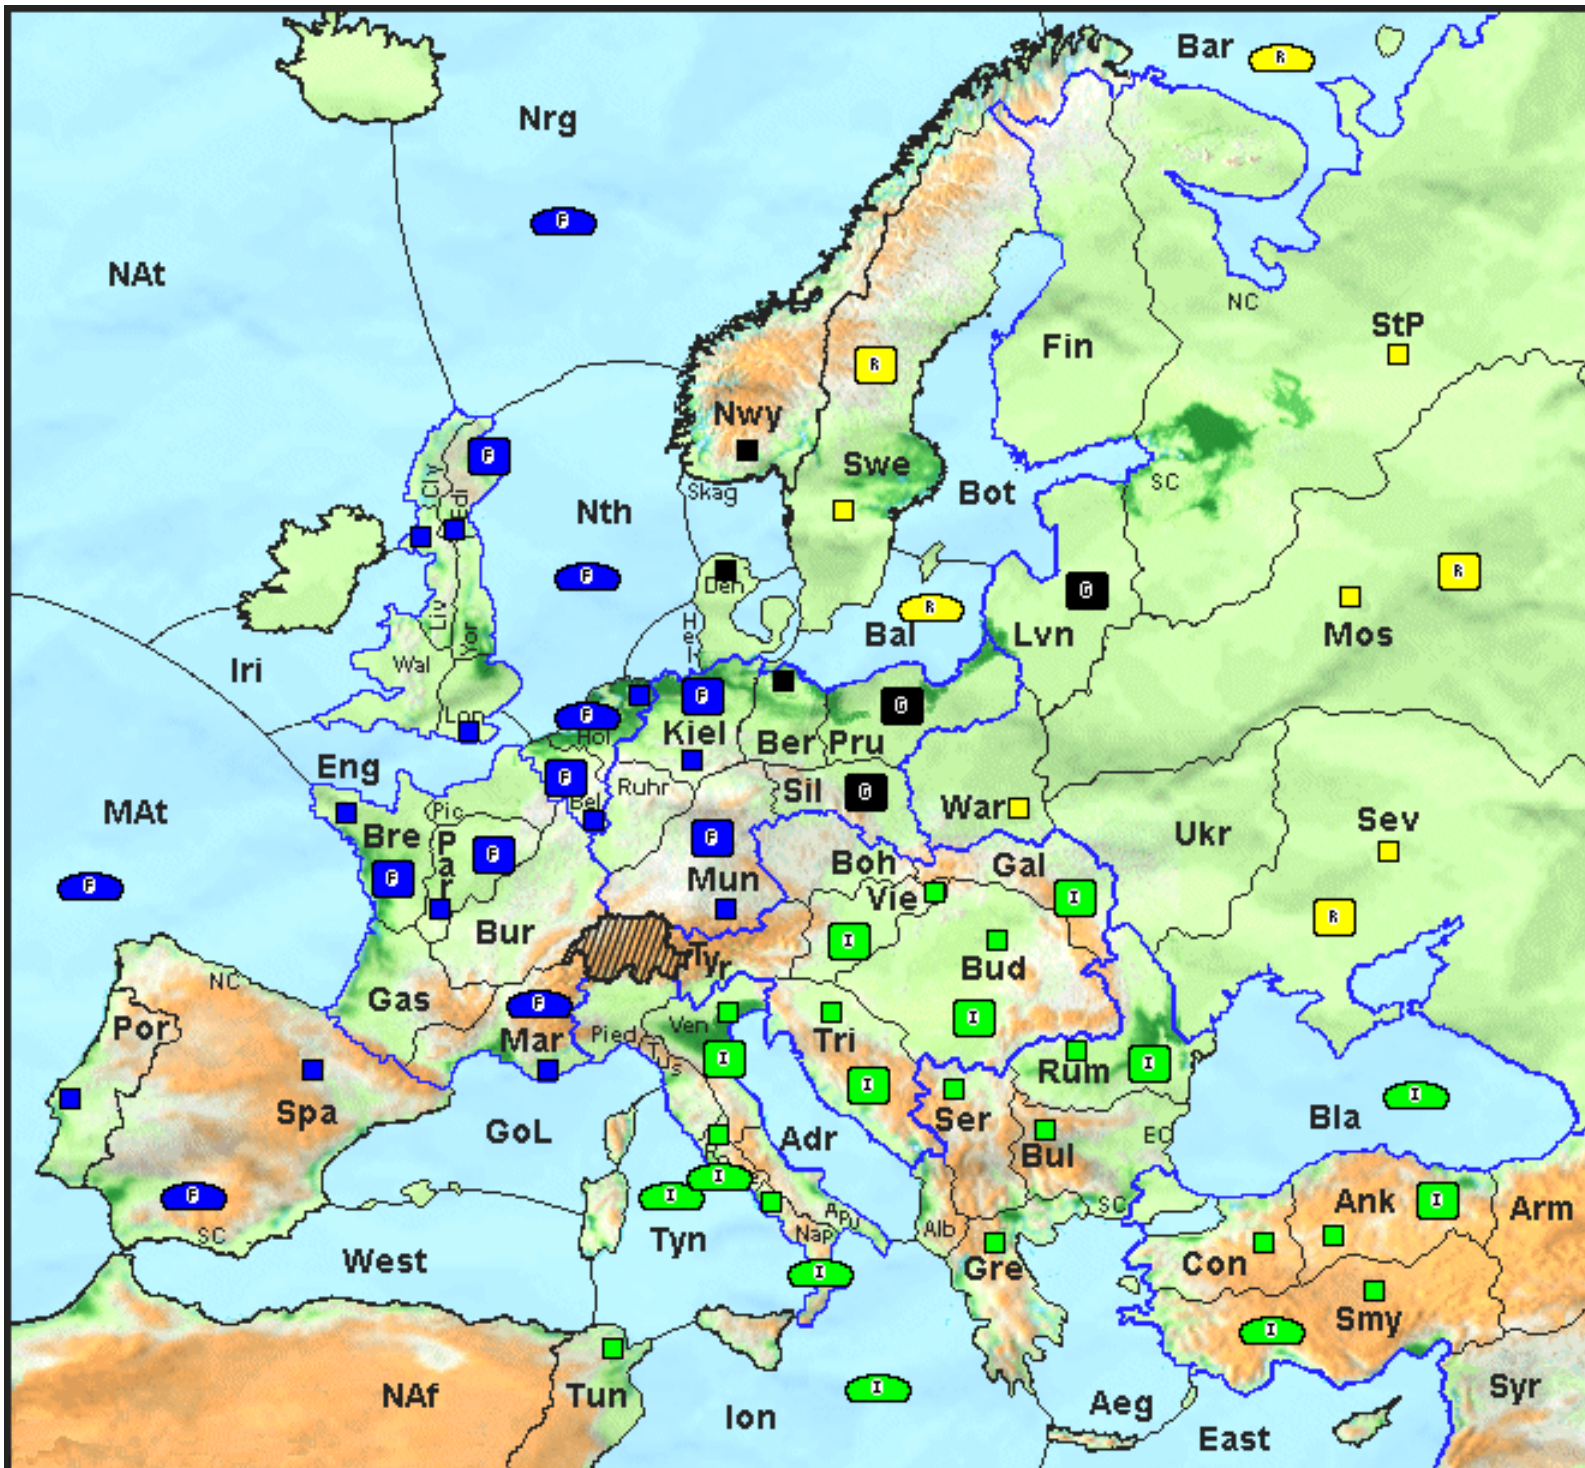 Bar
R
Nrg
F
NAt
NC
StP
Fin
R
Nwy
F
Cly
Edi
Swe
SC
Skag
Bot
Nth
R
F
Den
G
R
Hel
Liv
Yor
Bal
Lvn
Mos
Wal
Iri
F
G
Lon
F
Hol
Kiel
Ber
Pru
Eng
F
Ruhr
Sil
G
War
Bel
Pic
MAt
Bre
Par
F
F
Ukr
Sev
Boh
Gal
F
F
Mun
Vie
I
R
Bur
I
Bud
Tyr
NC
Gas
F
Por
Mar
Pied
Ven
Tri
I
Tus
I
Rum
I
I
Spa
Ser
I
Bla
GoL
Adr
Bul
EC
F
I
I
Ank
I
Arm
SC
Tyn
Apu
Nap
Alb
SC
West
Gre
Con
I
Smy
I
NAf
Tun
I
Ion
Aeg
Syr
East